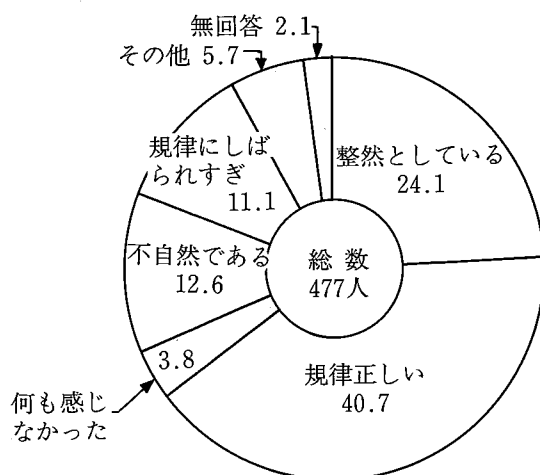 無回答 2.1
その他 5.7
規律にしば
られすぎ
11.1
整然としている
24.1
不自然である
12.6
総 数
477人
3.8
規律正しい
40.7
何も感じ
なかった